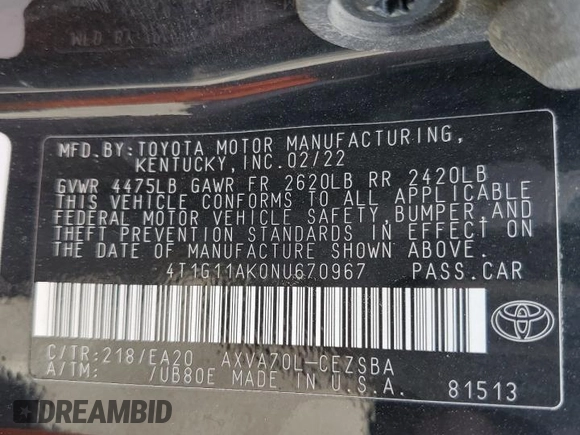 MFD.BY:TOYOTA MOTOR MANUFACTURING,
KENTUCKY,INC.02/22
GVWR 4475LB GAWR FR 2620LB RR 2420LB
THIS VEHICLE CONFORMS TO ALL APPLICABLE
FEDERAL MOTOR VEHICLE SAFETY,BUMPER,AND
THEFT PREVENTION STANDARDS IN EFFECT ON
THE DATE OF MANUFACTURE SHOWN ABOVE.
4T1G11AK0NU670967 PASS.CAR
C/TR:218/EA20 AXVA70L-CEZSBA
A/TM: /UB80E MADE IN U.S.A. 81513
DREAMBID